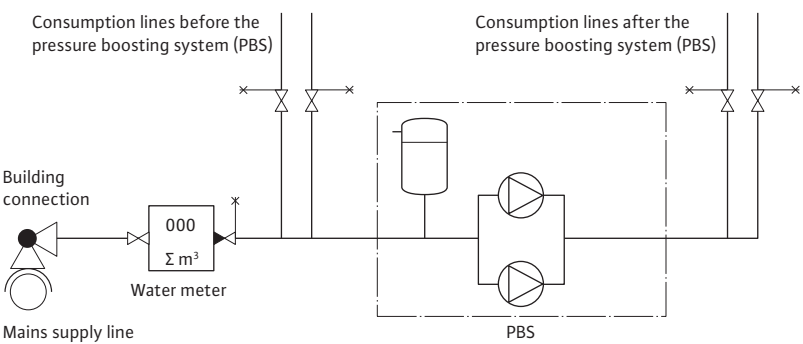 Consumption lines before the
pressure boosting system (PBS)
Consumption lines after the
pressure boosting system (PBS)
Building
connection
000
Σ m³
Water meter
Mains supply line
PBS